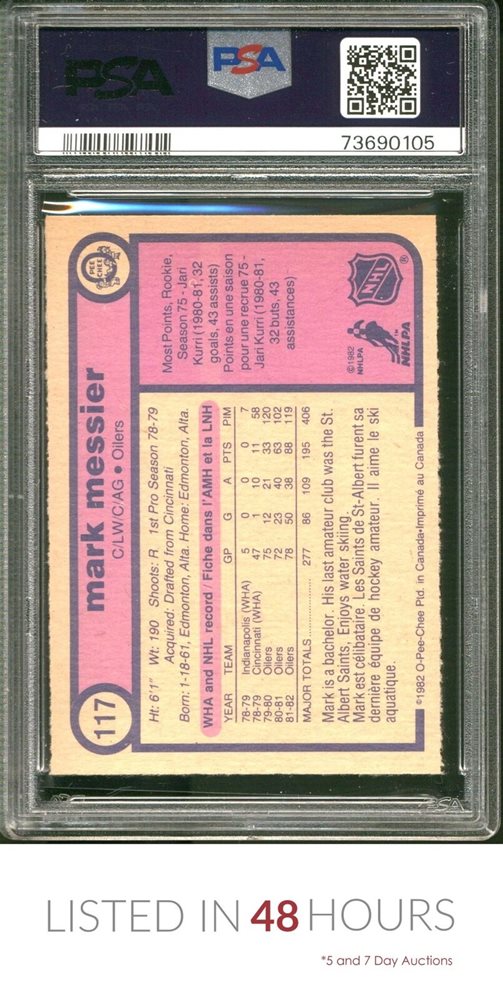 PSA
PSA
73690105
117
mark messier
C/LW/C/AG • Oilers
O PEE CHEE
Ht: 6'1" Wt: 190 Shoots: R 1st Pro Season 78-79
Acquired: Drafted from Cincinnati
Born: 1-18-61, Edmonton, Alta. Home: Edmonton, Alta.
WHA and NHL record/Fiche dans l'AMH et la LNH
YEAR TEAM GP G A PTS PIM
78-79 Indianapolis (WHA) 5 0 0 0 7
78-79 Cincinnati (WHA) 47 1 10 11 58
79-80 Oilers 75 12 21 33 120
80-81 Oilers 72 23 40 63 102
81-82 Oilers 78 50 38 88 119
MAJOR TOTALS 277 86 109 195 406
Mark is a bachelor. His last amateur club was the St.
Albert Saints, Enjoys water skiing.
Mark est célibataire. Les Saints de St-Albert furent sa
dernière équipe de hockey amateur. Il aime le ski
aquatique.
Most Points, Rookie,
Season 75 - Jari
Kurri (1980-81, 32
goals, 43 assists)
Points en une saison
pour une recrue 75 -
Jari Kurri (1980-81,
32 buts, 43
assistances)
©1982
NHLPA
NHLPA
™
NHL
®
©1982 O-Pee-Chee Ptd. in Canada-Imprimé au Canada
PSA
LISTED IN 48 HOURS
*5 and 7 Day Auctions